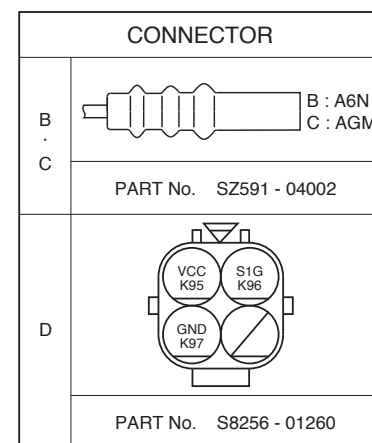 CONNECTOR
B
·
C
B : A6N
C : AGM
PART No. SZ591 - 04002
D
VCC
K95
S1G
K96
GND
K97
PART No. S8256 - 01260